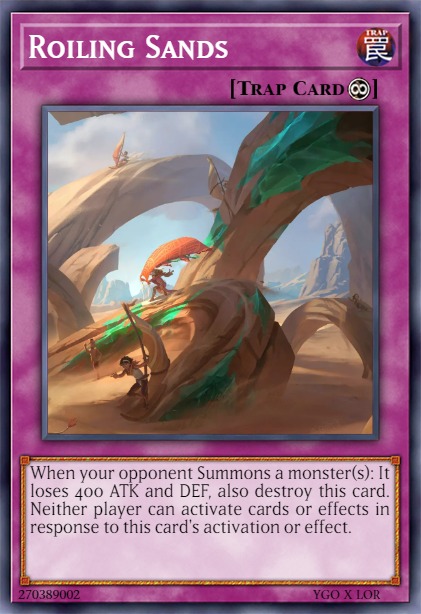 ROILING SANDS
TRAP
罠
[TRAP CARD♾]
When your opponent Summons a monster(s): It
loses 400 ATK and DEF, also destroy this card.
Neither player can activate cards or effects in
response to this card's activation or effect.
270389002 YGO X LOR